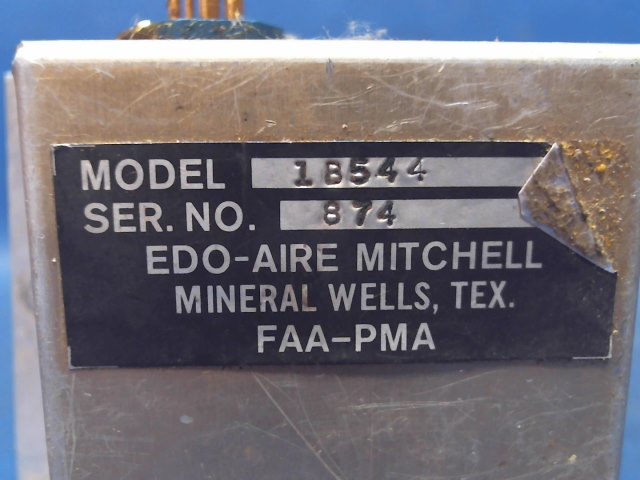 MODEL 1B544
SER. NO. 874
EDO-AIRE MITCHELL
MINERAL WELLS, TEX.
FAA-PMA